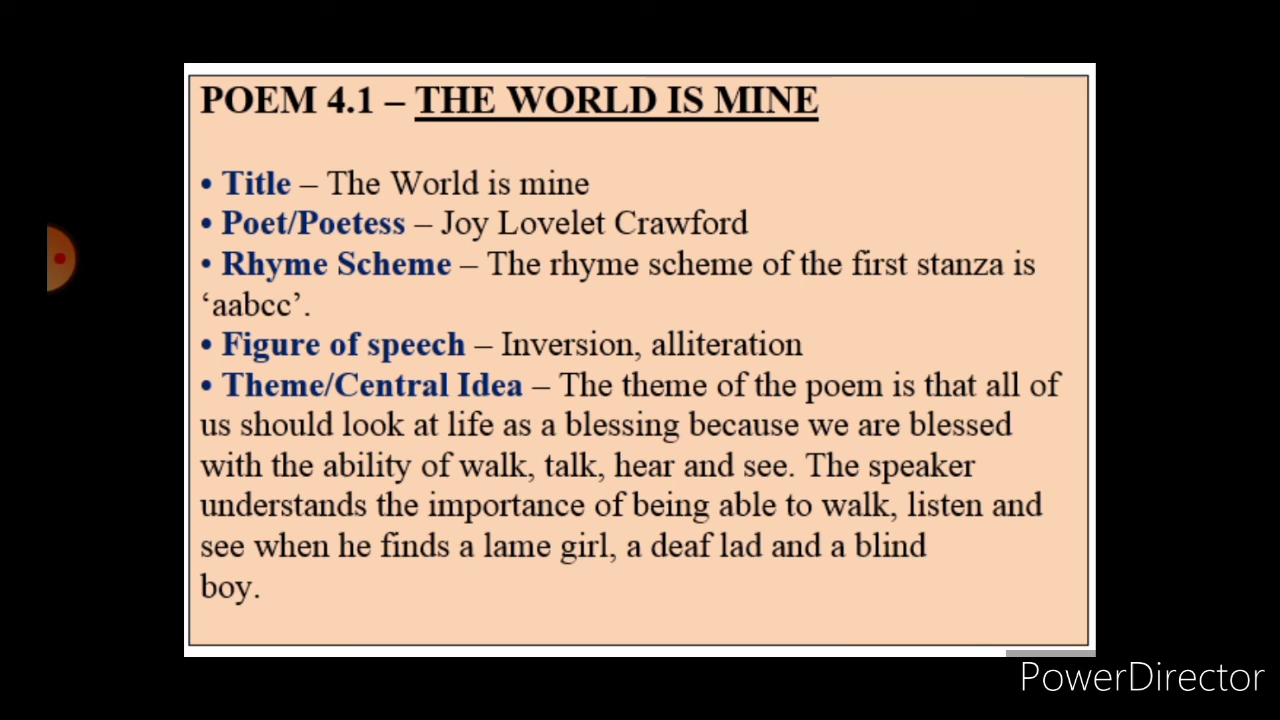 POEM 4.1 – THE WORLD IS MINE
• Title – The World is mine
• Poet/Poetess – Joy Lovelet Crawford
• Rhyme Scheme – The rhyme scheme of the first stanza is
‘aabcc’.
• Figure of speech – Inversion, alliteration
• Theme/Central Idea – The theme of the poem is that all of
us should look at life as a blessing because we are blessed
with the ability of walk, talk, hear and see. The speaker
understands the importance of being able to walk, listen and
see when he finds a lame girl, a deaf lad and a blind
boy.
PowerDirector